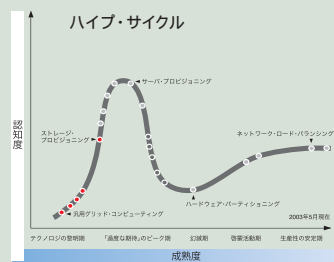 ハイプ・サイクル
サーバ・プロビジョニング
ストレージ・
プロビジョニング
ネットワーク・ロード・バランシング
認知度
汎用グリッド・コンピューティング
ハードウェア・パーティショニング
2003年5月現在
テクノロジの黎明期
「過度な期待」のピーク期
幻滅期
啓蒙活動期
生産性の安定期
成熟度